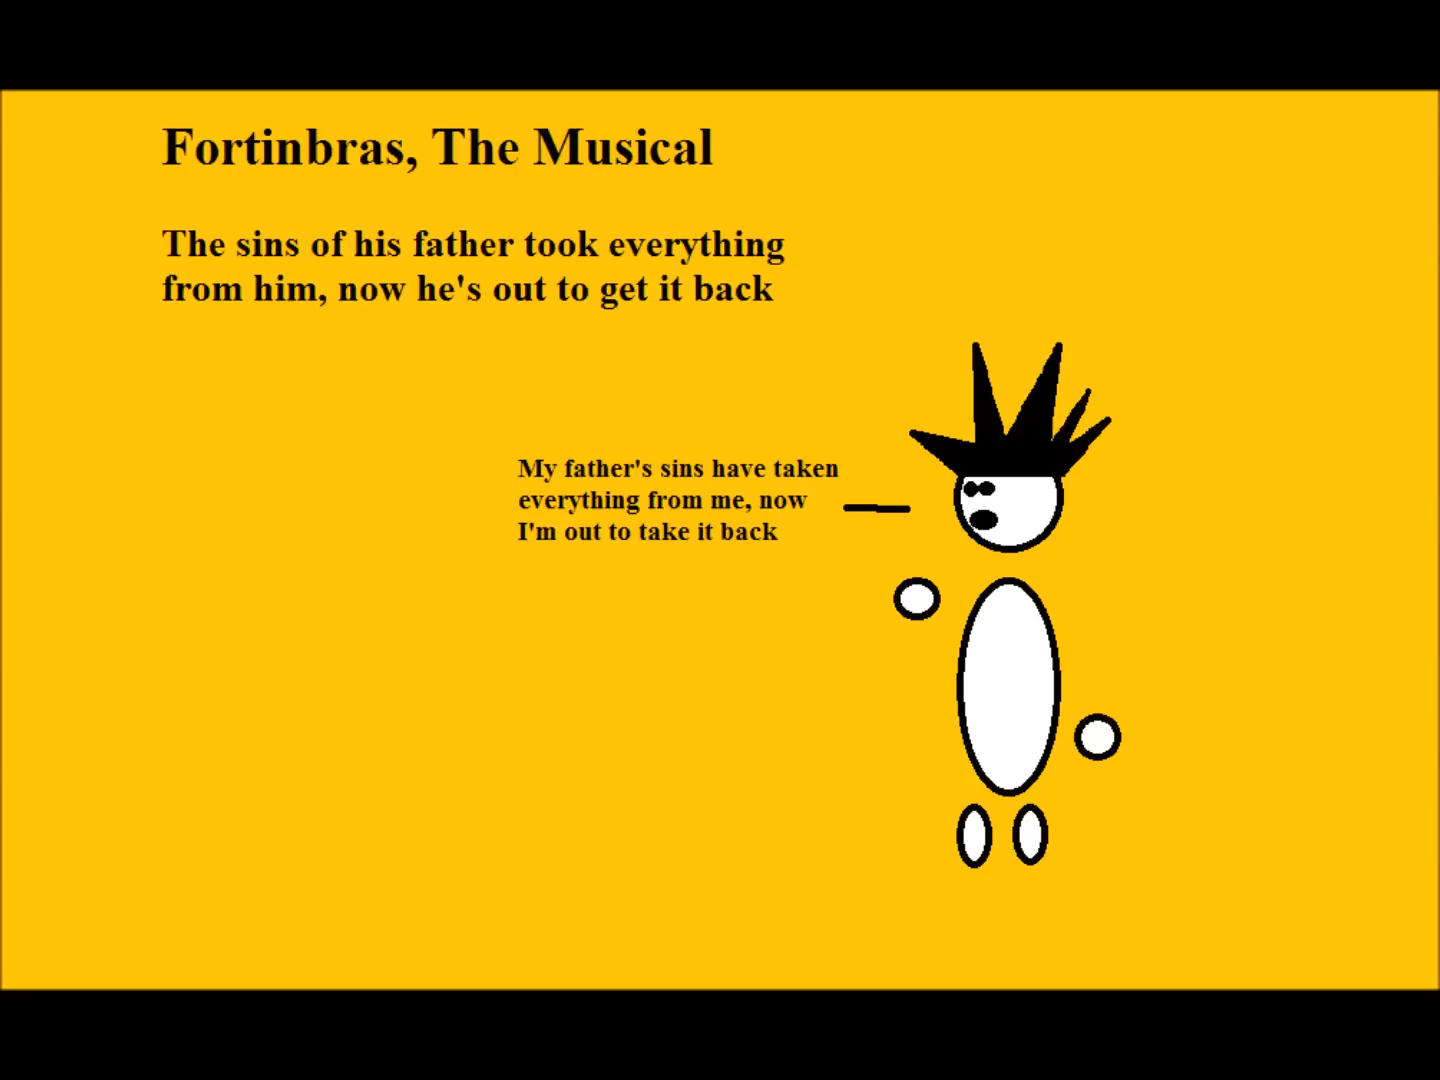 Fortinbras, The Musical
The sins of his father took everything
from him, now he's out to get it back
My father's sins have taken
everything from me, now
I'm out to take it back